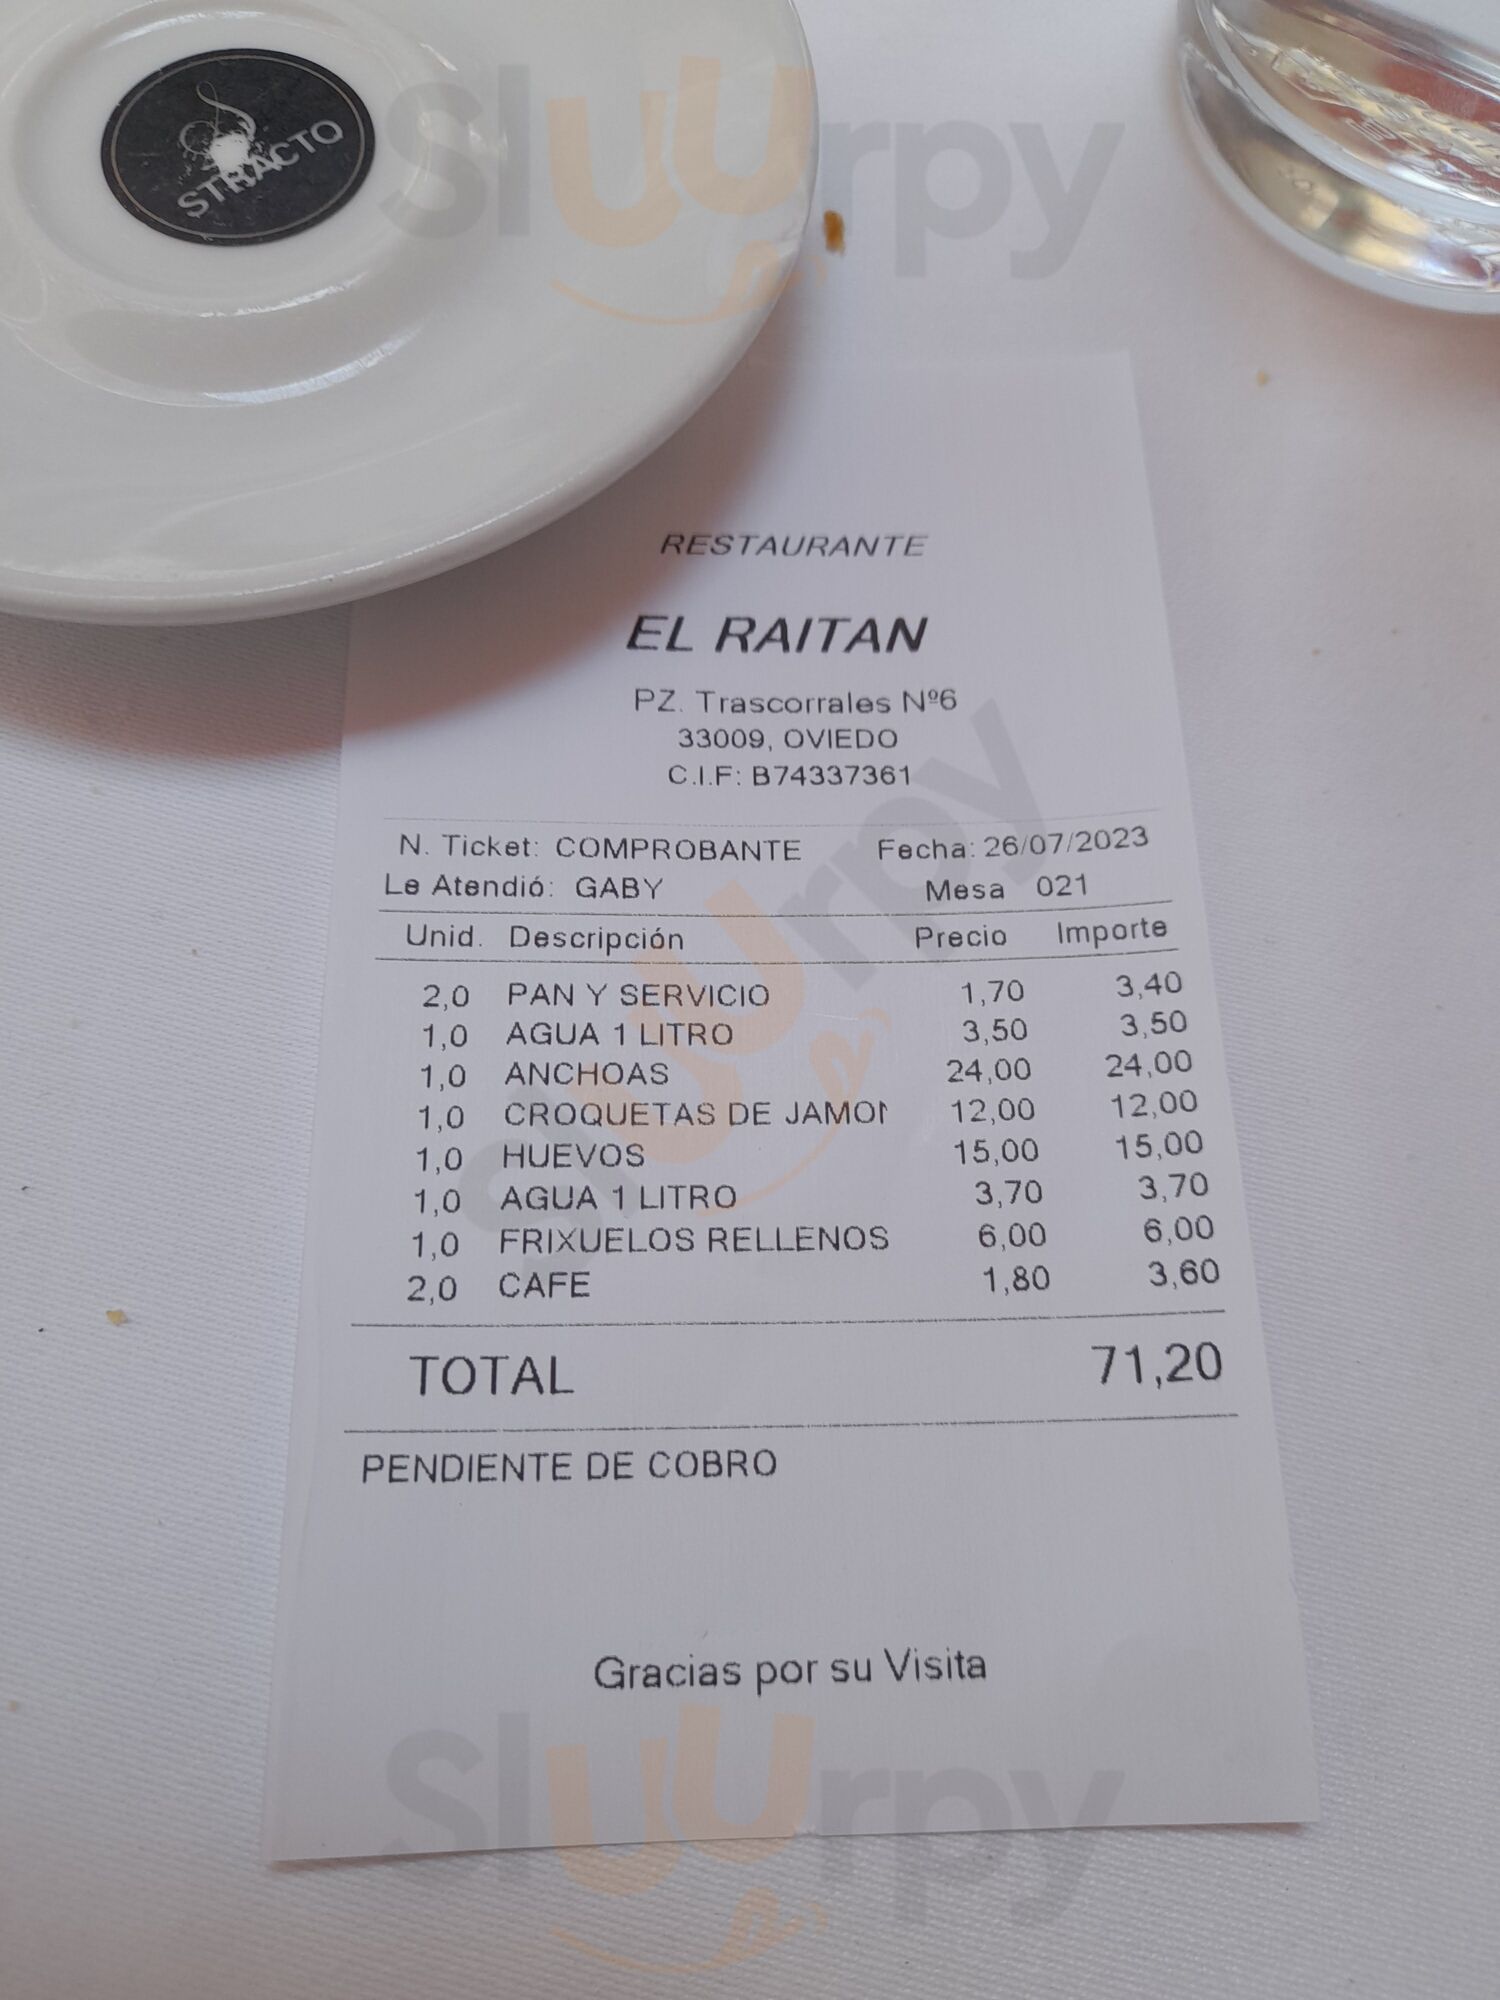 STRACTO
RESTAURANTE
EL RAITAN
PZ. Trascorrales Nº6
33009, OVIEDO
C.I.F: B74337361
N. Ticket: COMPROBANTE Fecha: 26/07/2023
Le Atendió: GABY Mesa 021
Unid. Descripción Precio Importe
2,0 PAN Y SERVICIO 1,70 3,40
1,0 AGUA 1 LITRO 3,50 3,50
1,0 ANCHOAS 24,00 24,00
1,0 CROQUETAS DE JAMON 12,00 12,00
1,0 HUEVOS 15,00 15,00
1,0 AGUA 1 LITRO 3,70 3,70
1,0 FRIXUELOS RELLENOS 6,00 6,00
2,0 CAFE 1,80 3,60
TOTAL 71,20
PENDIENTE DE COBRO
Gracias por su Visita
Sluurpy
Sluurpy
Sluurpy